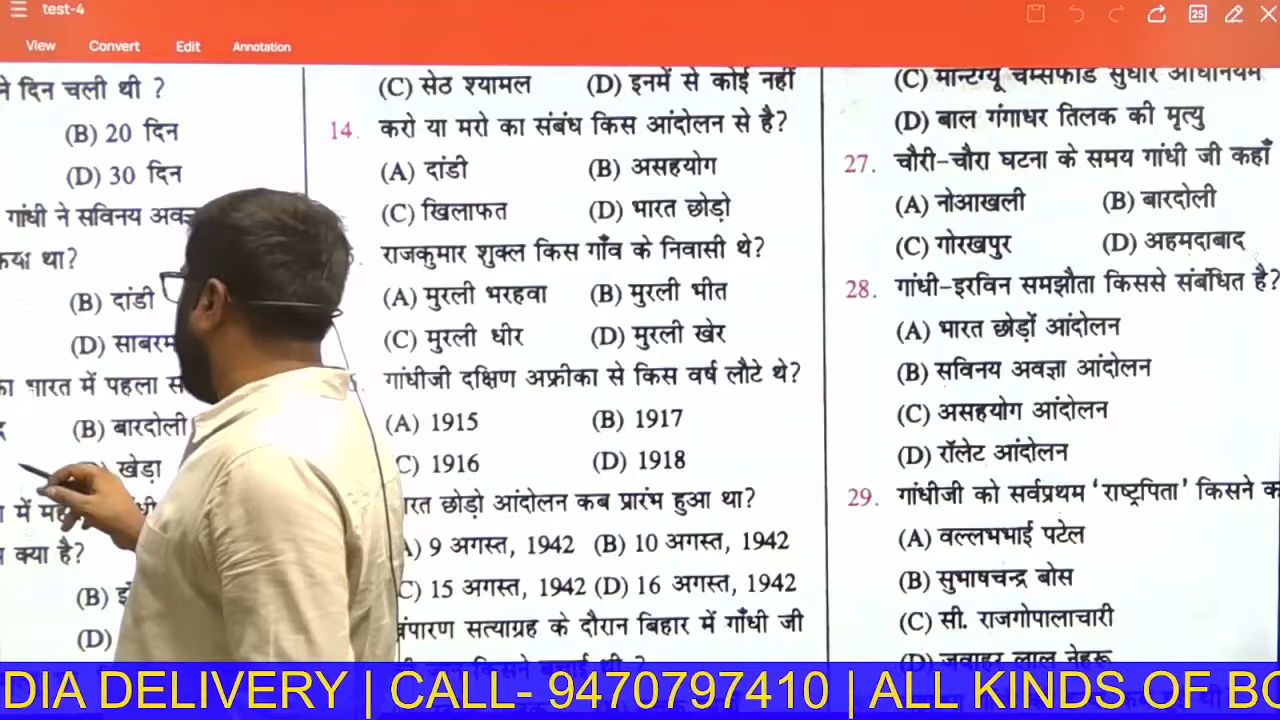 test-4
View Convert Edit Annotation
ने दिन चली थी ?
(B) 20 दिन
(D) 30 दिन
गांधी ने सविनय
था?
(B) दांडी
(D)
भारत में पहला
(B) बारदोली
खेड़ा
में
क्या है?
(B)
(D)
(C) सेठ श्यामल (D) इनमें से कोई नहीं
14. करो या मरो का संबंध किस आंदोलन से है?
(A) दांडी (B) असहयोग
(C) खिलाफत (D) भारत छोड़ो
राजकुमार शुक्ल किस गाँव के निवासी थे?
(A) मुरली भरहवा (B) मुरली भीत
(C) मुरली धीर (D) मुरली खेर
गांधीजी दक्षिण अफ्रीका से किस वर्ष लौटे थे?
(A) 1915 (B) 1917
C) 1916 (D) 1918
रत छोड़ो आंदोलन कब प्रारंभ हुआ था?
) 9 अगस्त, 1942 (B) 10 अगस्त, 1942
C) 15 अगस्त, 1942 (D) 16 अगस्त, 1942
चंपारण सत्याग्रह के दौरान बिहार में गाँधी जी
जान किसने बचाई थी ?
(C) मान्टेग्यू चेम्सफोर्ड सुधार अधिनियम
(D) बाल गंगाधर तिलक की मृत्यु
27. चौरी-चौरा घटना के समय गांधी जी कहाँ
(A) नोआखली (B) बारदोली
(C) गोरखपुर (D) अहमदाबाद
28. गांधी-इरविन समझौता किससे संबंधित है?
(A) भारत छोड़ों आंदोलन
(B) सविनय अवज्ञा आंदोलन
(C) असहयोग आंदोलन
(D) रॉलेट आंदोलन
29. गांधीजी को सर्वप्रथम 'राष्ट्रपिता' किसने क
(A) वल्लभभाई पटेल
(B) सुभाषचन्द्र बोस
(C) सी. राजगोपालाचारी
(D) जवाहर लाल नेहरू
DIA DELIVERY | CALL- 9470797410 | ALL KINDS OF BO